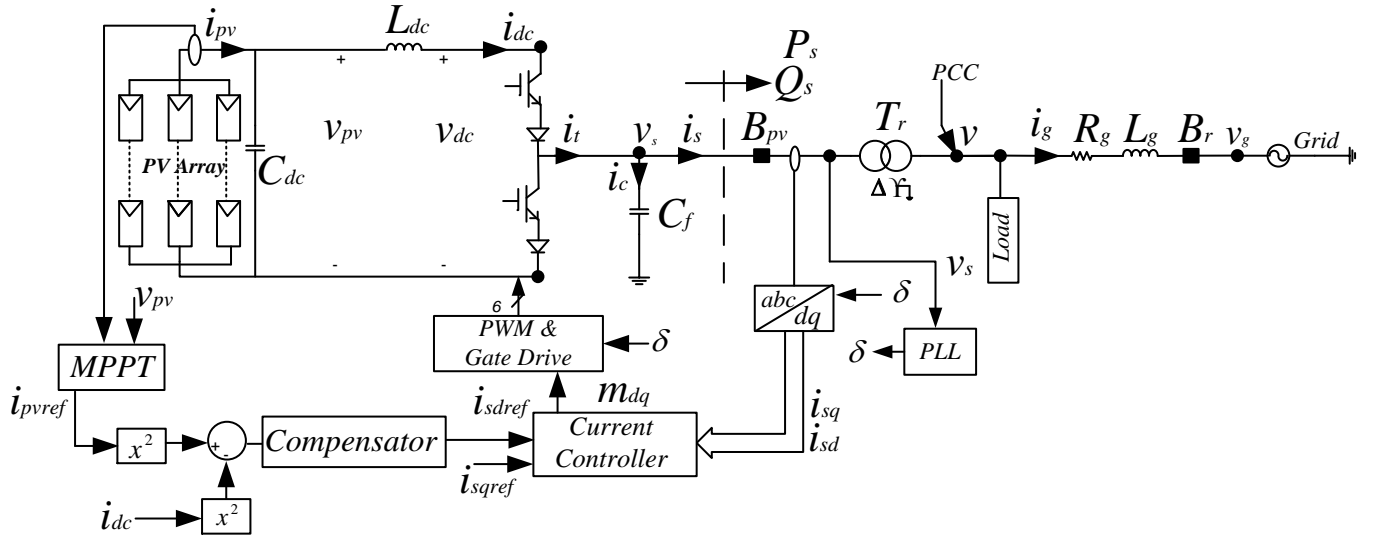 i_pv
L_dc
i_dc
P_s
Q_s
PCC
+
+
v_pv
v_dc
i_t
v_s
i_s
B_pv
T_r
v
i_g
R_g
L_g
B_r
v_g
Grid
PV Array
C_dc
i_c
C_f
Δ
Load
-
-
v_s
abc
dq
δ
v_pv
6
PWM &
Gate Drive
δ
δ
PLL
MPPT
i_pvref
i_sdref
m_dq
i_sq
i_sd
x²
+
-
Compensator
Current
Controller
i_sqref
i_dc
x²